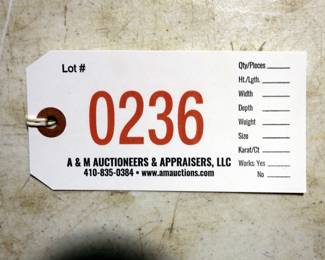 Lot #
0236
A & M AUCTIONEERS & APPRAISERS, LLC
410-835-0384 • www.amauctions.com
Qty/Pieces
Ht./Lgth.
Width
Depth
Weight
Size
Karat/Ct
Works: Yes
No